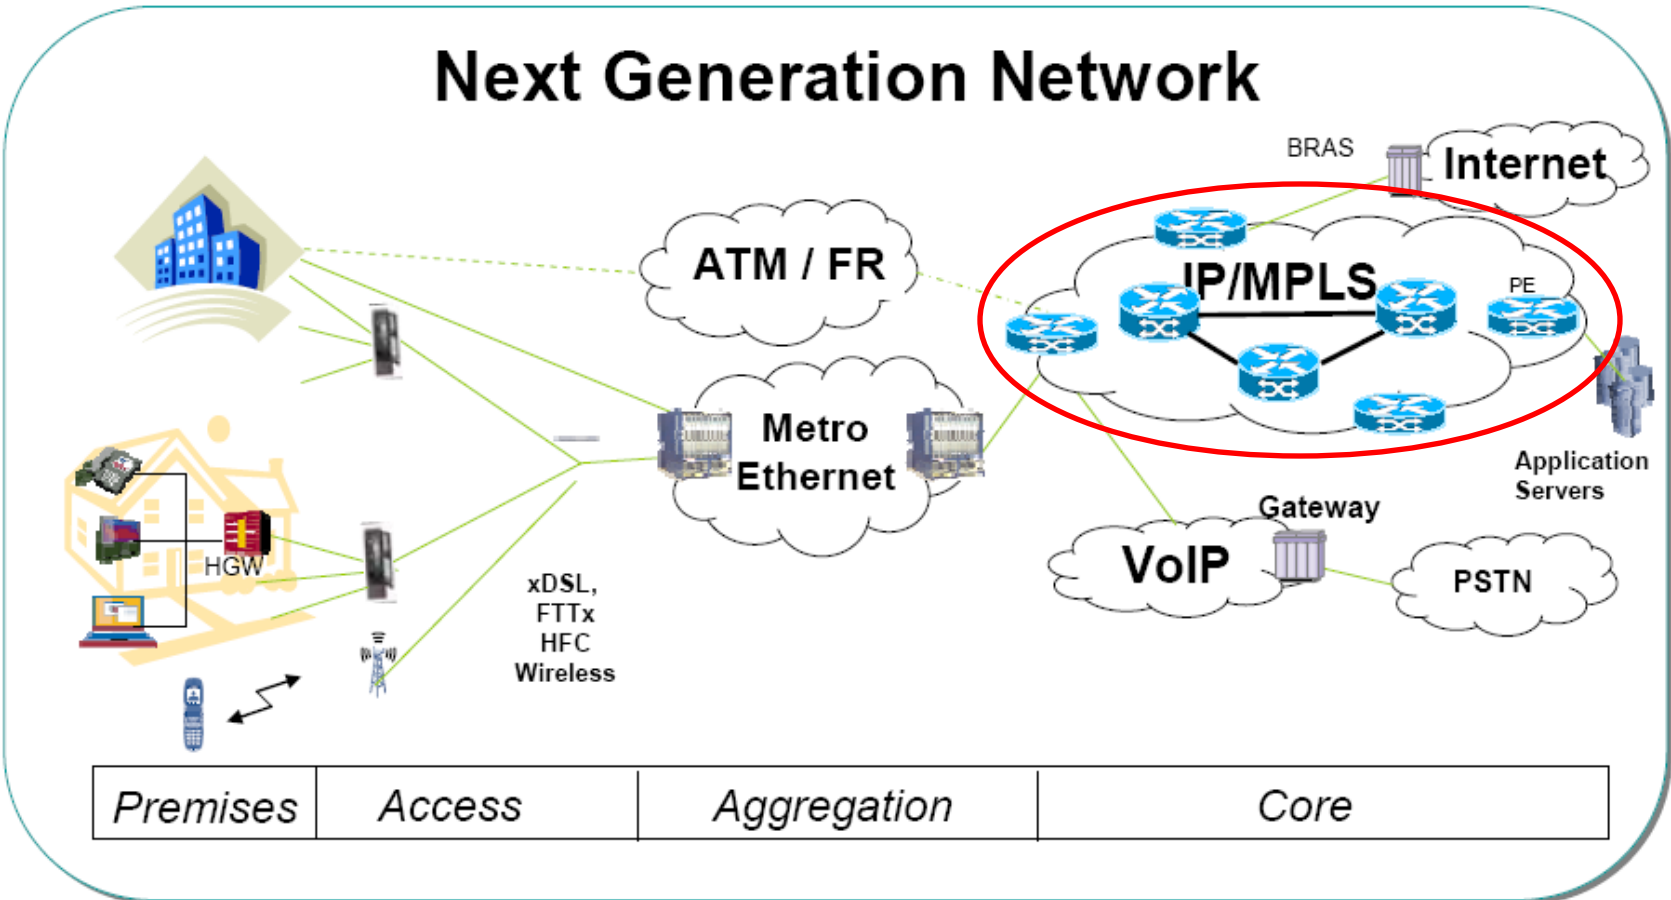 Next Generation Network
BRAS
Internet
ATM / FR
IP/MPLS
PE
Metro
Ethernet
Application
Servers
Gateway
HGW
VoIP
PSTN
xDSL,
FTTx
HFC
Wireless
Premises
Access
Aggregation
Core